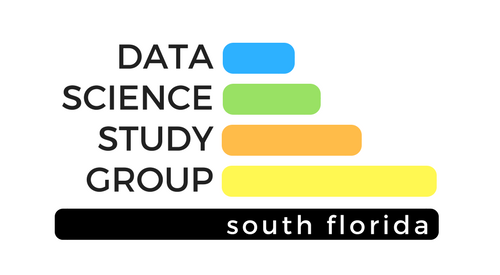 DATA
SCIENCE
STUDY
GROUP
south florida